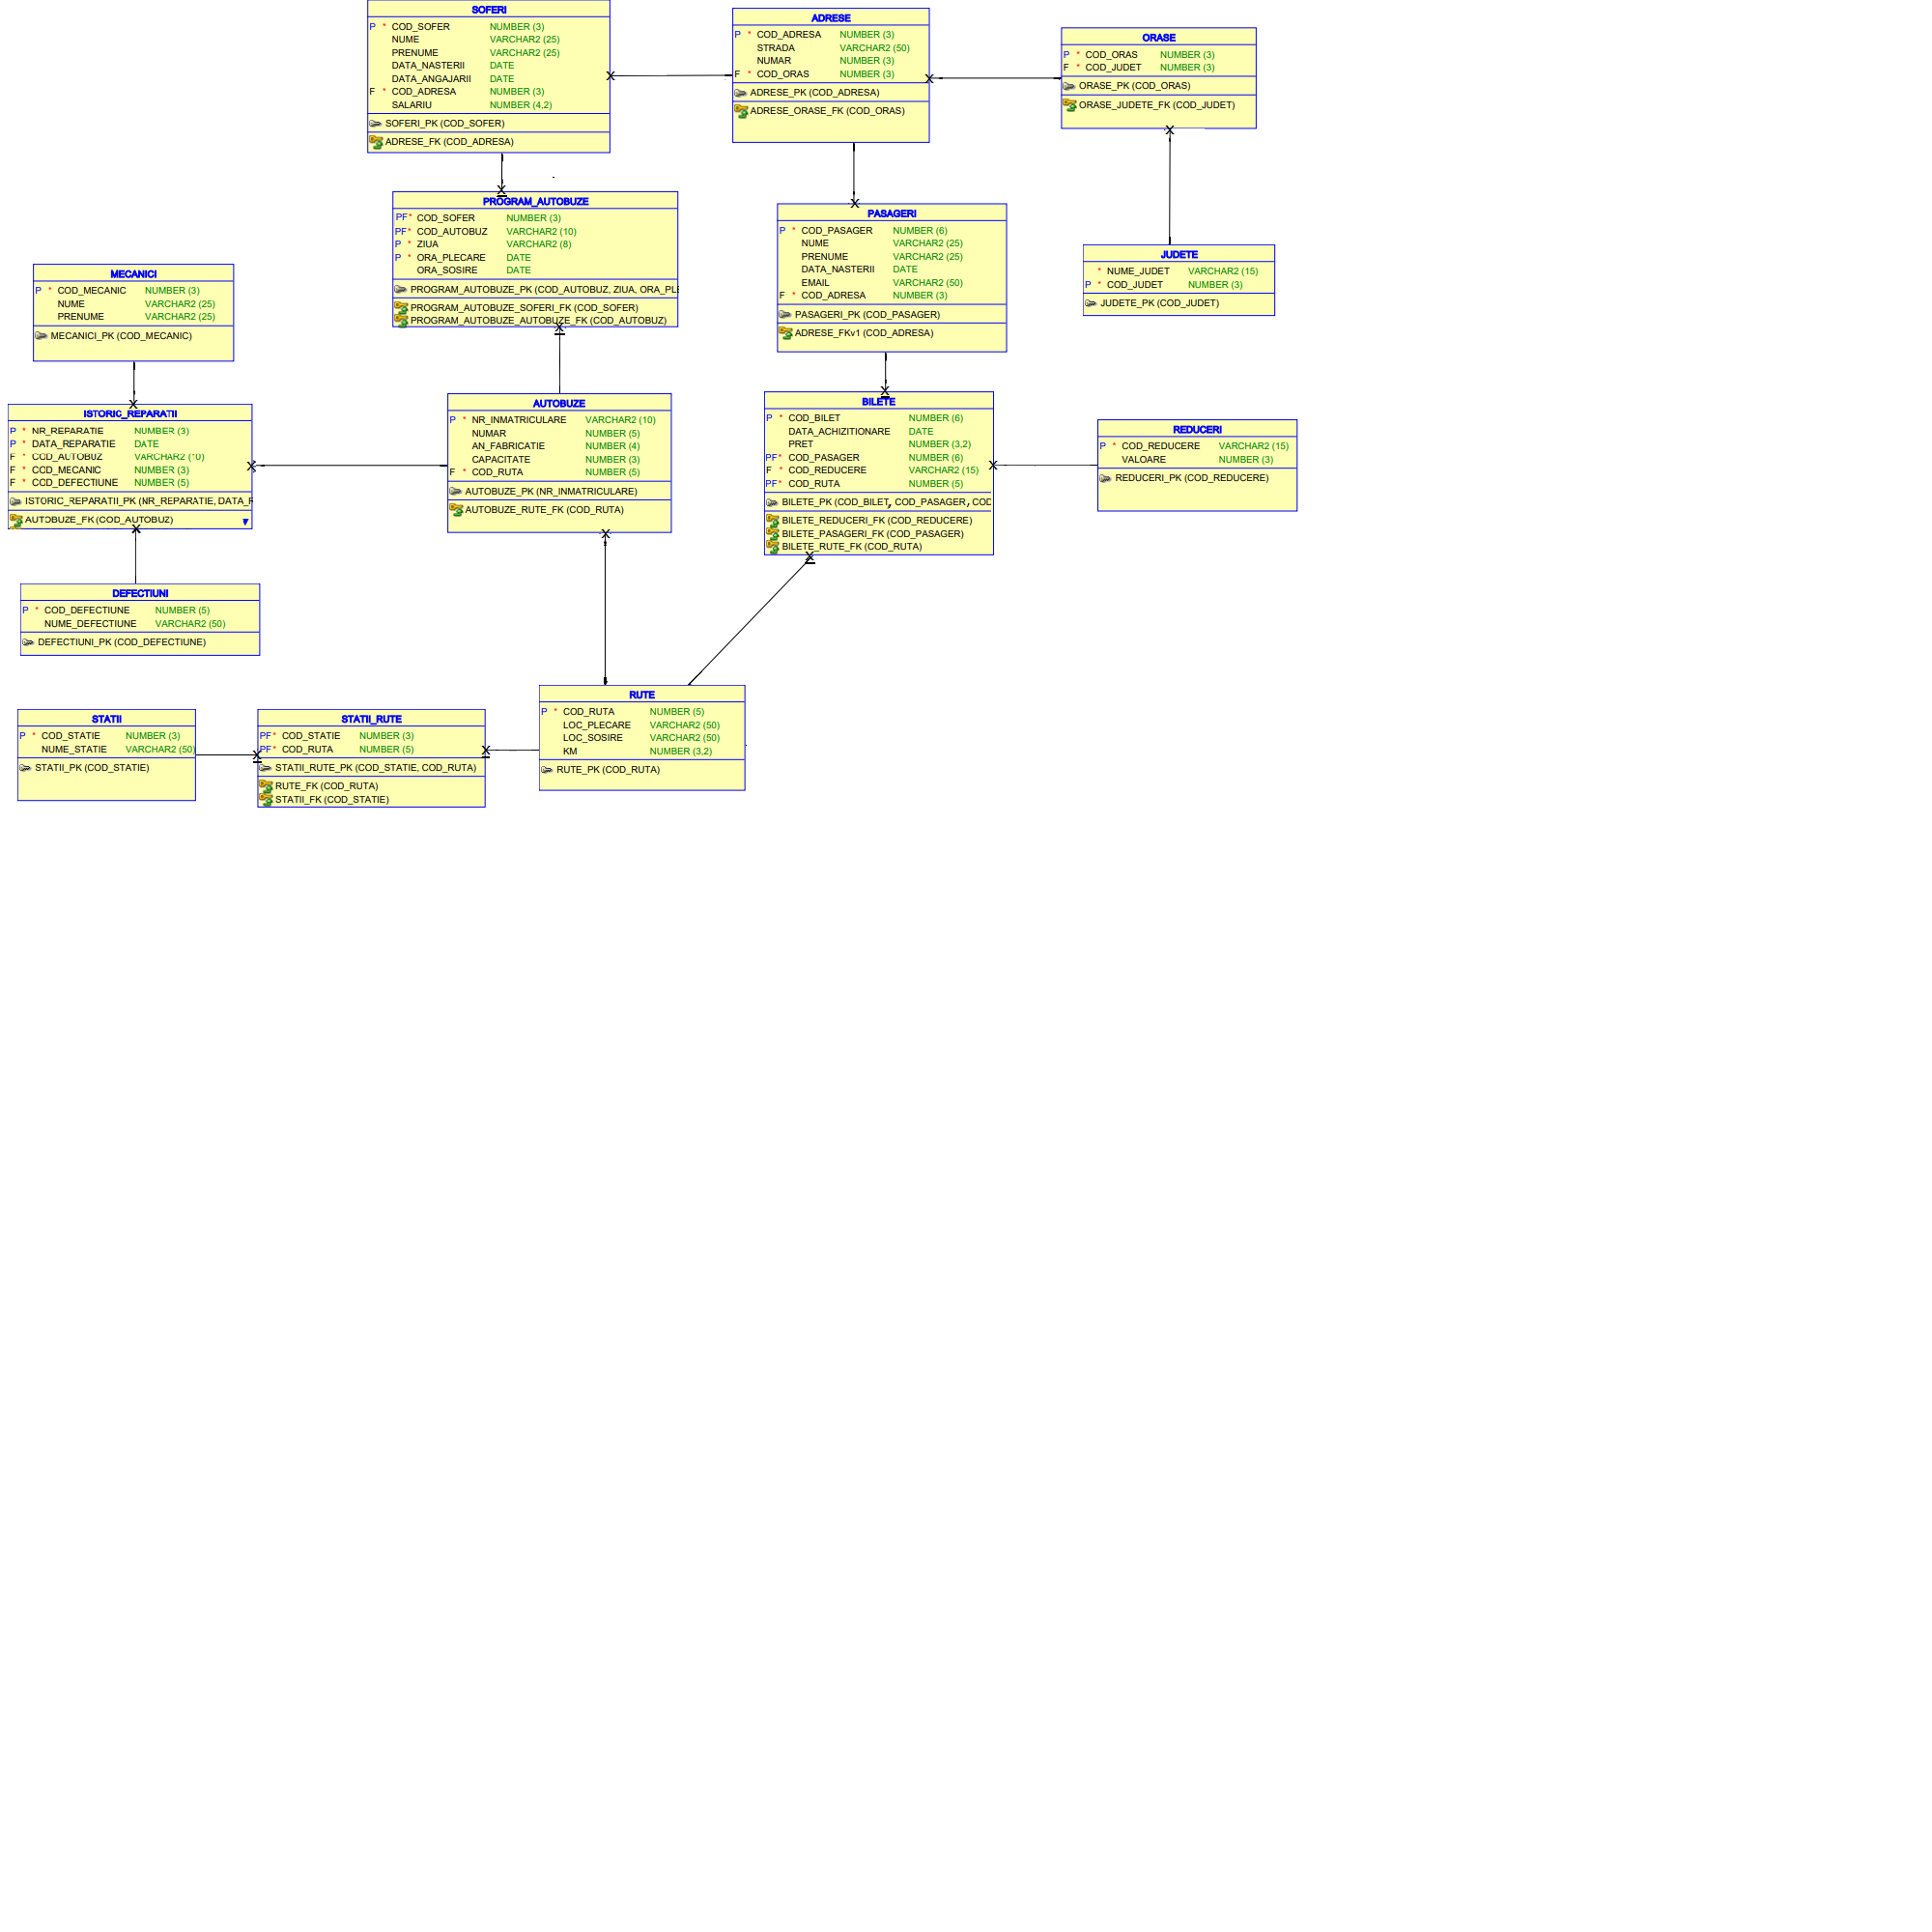 SOFERI
P * COD_SOFER NUMBER (3)
NUME VARCHAR2 (25)
PRENUME VARCHAR2 (25)
DATA_NASTERII DATE
DATA_ANGAJARII DATE
F * COD_ADRESA NUMBER (3)
SALARIU NUMBER (4,2)
SOFERI_PK (COD_SOFER)
ADRESE_FK (COD_ADRESA)
ADRESE
P * COD_ADRESA NUMBER (3)
STRADA VARCHAR2 (50)
NUMAR NUMBER (3)
F * COD_ORAS NUMBER (3)
ADRESE_PK (COD_ADRESA)
ADRESE_ORASE_FK (COD_ORAS)
ORASE
P * COD_ORAS NUMBER (3)
F * COD_JUDET NUMBER (3)
ORASE_PK (COD_ORAS)
ORASE_JUDETE_FK (COD_JUDET)
PROGRAM_AUTOBUZE
PF* COD_SOFER NUMBER (3)
PF* COD_AUTOBUZ VARCHAR2 (10)
P * ZIUA VARCHAR2 (8)
P * ORA_PLECARE DATE
ORA_SOSIRE DATE
PROGRAM_AUTOBUZE_PK (COD_AUTOBUZ, ZIUA, ORA_PLE
PROGRAM_AUTOBUZE_SOFERI_FK (COD_SOFER)
PROGRAM_AUTOBUZE_AUTOBUZE_FK (COD_AUTOBUZ)
PASAGERI
P * COD_PASAGER NUMBER (6)
NUME VARCHAR2 (25)
PRENUME VARCHAR2 (25)
DATA_NASTERII DATE
EMAIL VARCHAR2 (50)
F * COD_ADRESA NUMBER (3)
PASAGERI_PK (COD_PASAGER)
ADRESE_FKv1 (COD_ADRESA)
JUDETE
* NUME_JUDET VARCHAR2 (15)
P * COD_JUDET NUMBER (3)
JUDETE_PK (COD_JUDET)
MECANICI
P * COD_MECANIC NUMBER (3)
NUME VARCHAR2 (25)
PRENUME VARCHAR2 (25)
MECANICI_PK (COD_MECANIC)
ISTORIC_REPARATII
P * NR_REPARATIE NUMBER (3)
P * DATA_REPARATIE DATE
F * COD_AUTOBUZ VARCHAR2 (10)
F * COD_MECANIC NUMBER (3)
F * COD_DEFECTIUNE NUMBER (5)
ISTORIC_REPARATII_PK (NR_REPARATIE, DATA_R
AUTOBUZE_FK (COD_AUTOBUZ)
AUTOBUZE
P * NR_INMATRICULARE VARCHAR2 (10)
NUMAR NUMBER (5)
AN_FABRICATIE NUMBER (4)
CAPACITATE NUMBER (3)
F * COD_RUTA NUMBER (5)
AUTOBUZE_PK (NR_INMATRICULARE)
AUTOBUZE_RUTE_FK (COD_RUTA)
BILETE
P * COD_BILET NUMBER (6)
DATA_ACHIZITIONARE DATE
PRET NUMBER (3,2)
PF* COD_PASAGER NUMBER (6)
F * COD_REDUCERE VARCHAR2 (15)
PF* COD_RUTA NUMBER (5)
BILETE_PK (COD_BILET, COD_PASAGER, COD
BILETE_REDUCERI_FK (COD_REDUCERE)
BILETE_PASAGERI_FK (COD_PASAGER)
BILETE_RUTE_FK (COD_RUTA)
REDUCERI
P * COD_REDUCERE VARCHAR2 (15)
VALOARE NUMBER (3)
REDUCERI_PK (COD_REDUCERE)
DEFECTIUNI
P * COD_DEFECTIUNE NUMBER (5)
NUME_DEFECTIUNE VARCHAR2 (50)
DEFECTIUNI_PK (COD_DEFECTIUNE)
STATII
P * COD_STATIE NUMBER (3)
NUME_STATIE VARCHAR2 (50)
STATII_PK (COD_STATIE)
STATII_RUTE
PF* COD_STATIE NUMBER (3)
PF* COD_RUTA NUMBER (5)
STATII_RUTE_PK (COD_STATIE, COD_RUTA)
RUTE_FK (COD_RUTA)
STATII_FK (COD_STATIE)
RUTE
P * COD_RUTA NUMBER (5)
LOC_PLECARE VARCHAR2 (50)
LOC_SOSIRE VARCHAR2 (50)
KM NUMBER (3,2)
RUTE_PK (COD_RUTA)